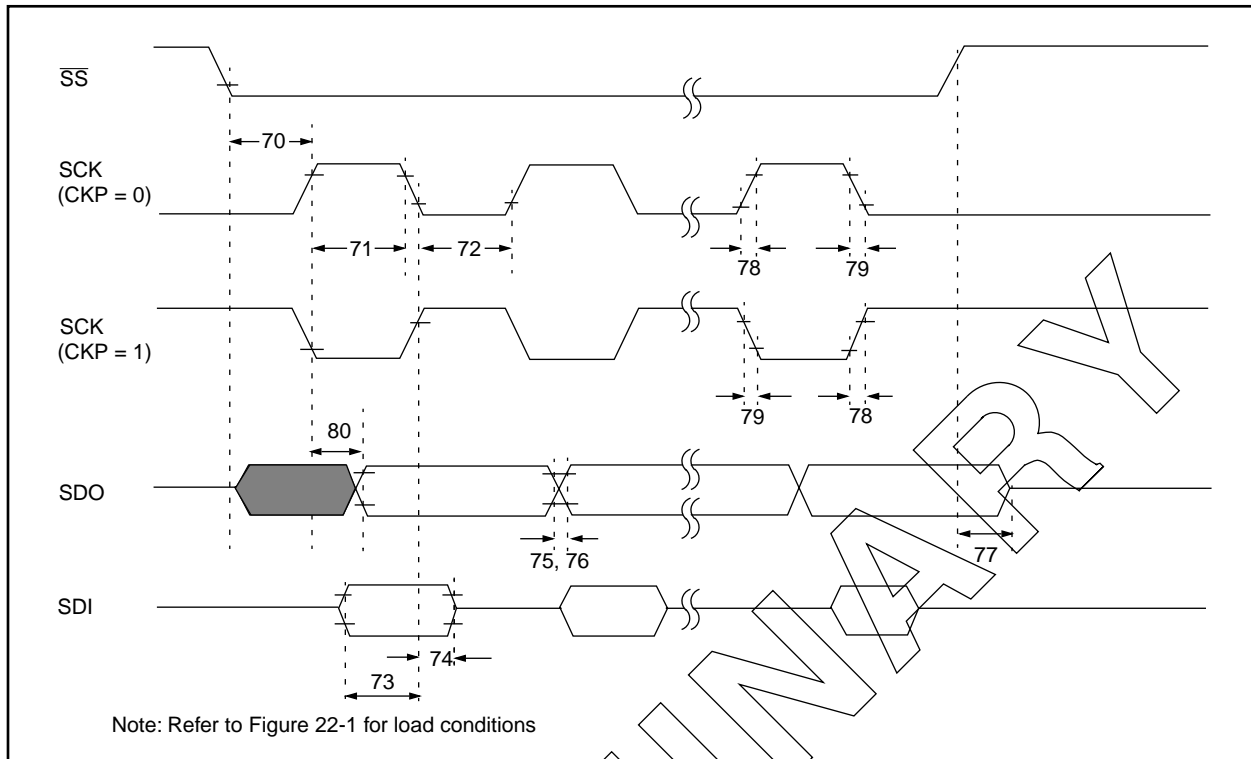 SS
70
SCK
(CKP = 0)
71
72
78
79
SCK
(CKP = 1)
79
78
80
SDO
75, 76
77
SDI
74
73
Note: Refer to Figure 22-1 for load conditions
INARY